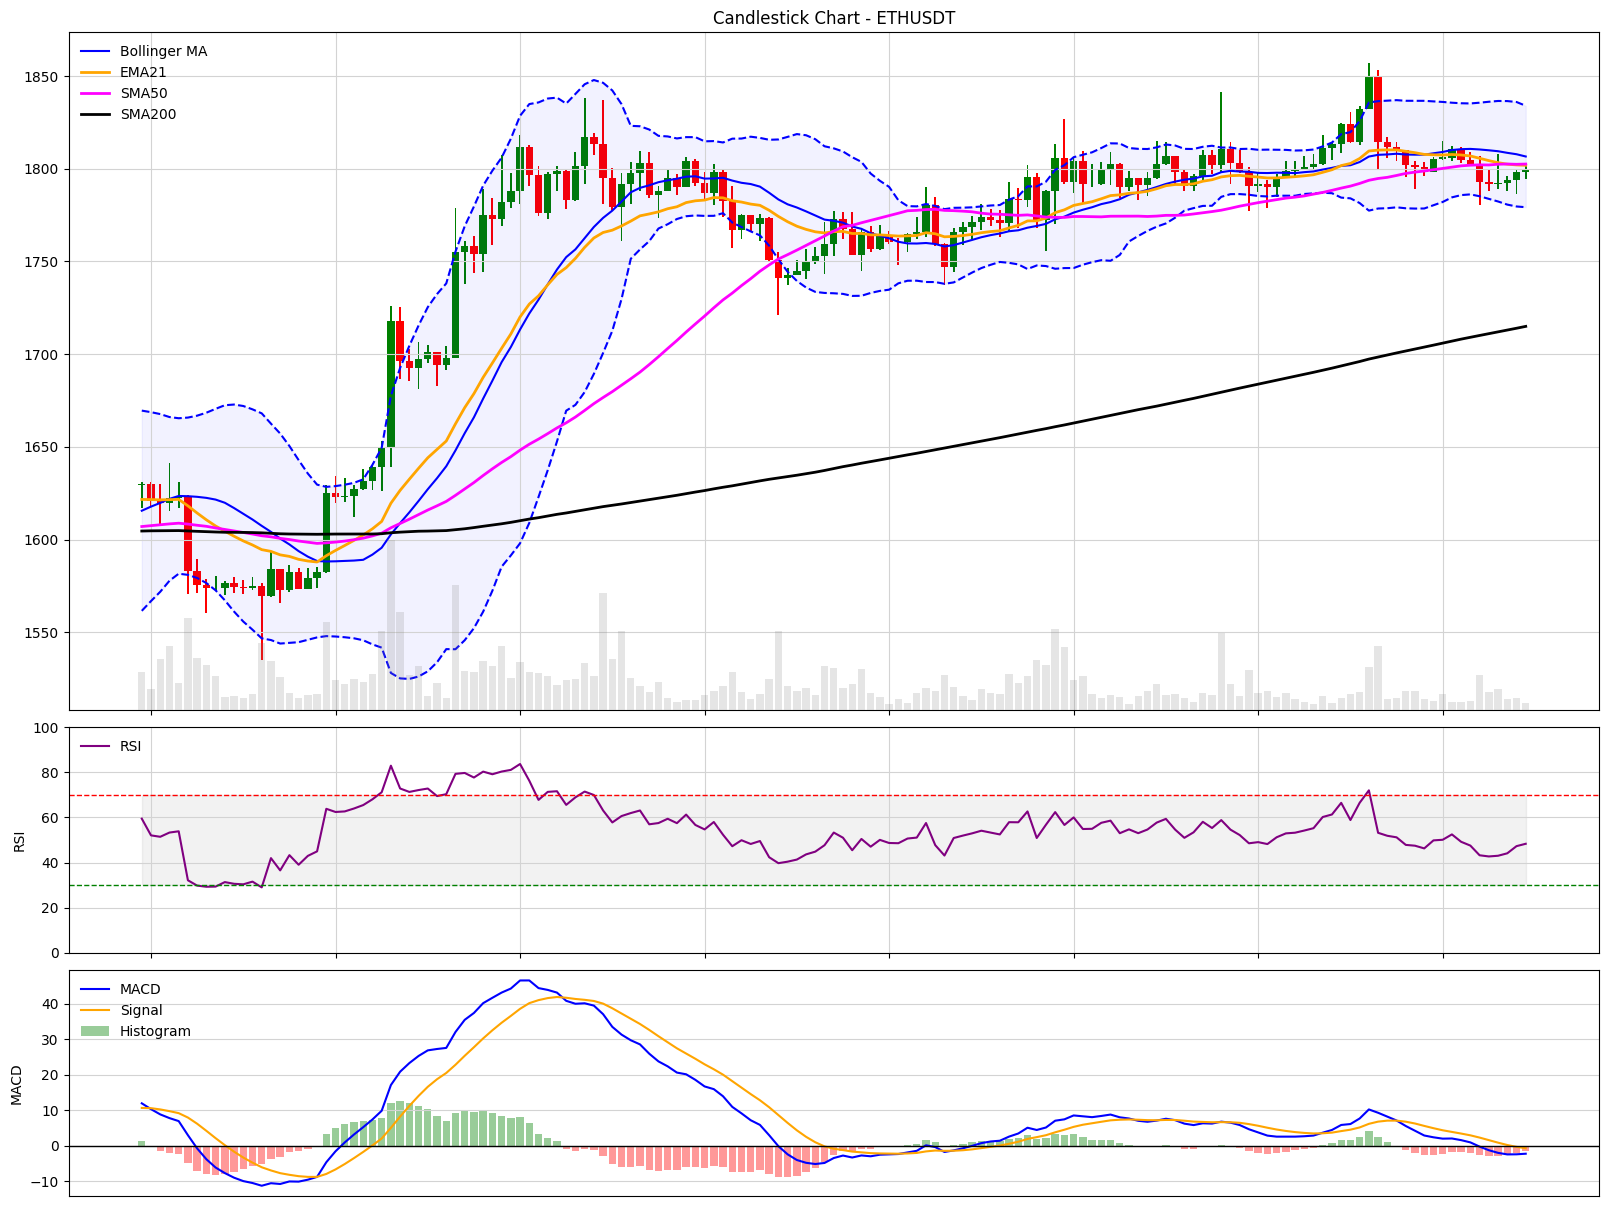 Candlestick Chart - ETHUSDT
Bollinger MA
EMA21
SMA50
SMA200
1850
1800
1750
1700
1650
1600
1550
RSI
100
80
60
40
20
0
RSI
MACD
Signal
Histogram
40
30
20
10
0
−10
MACD